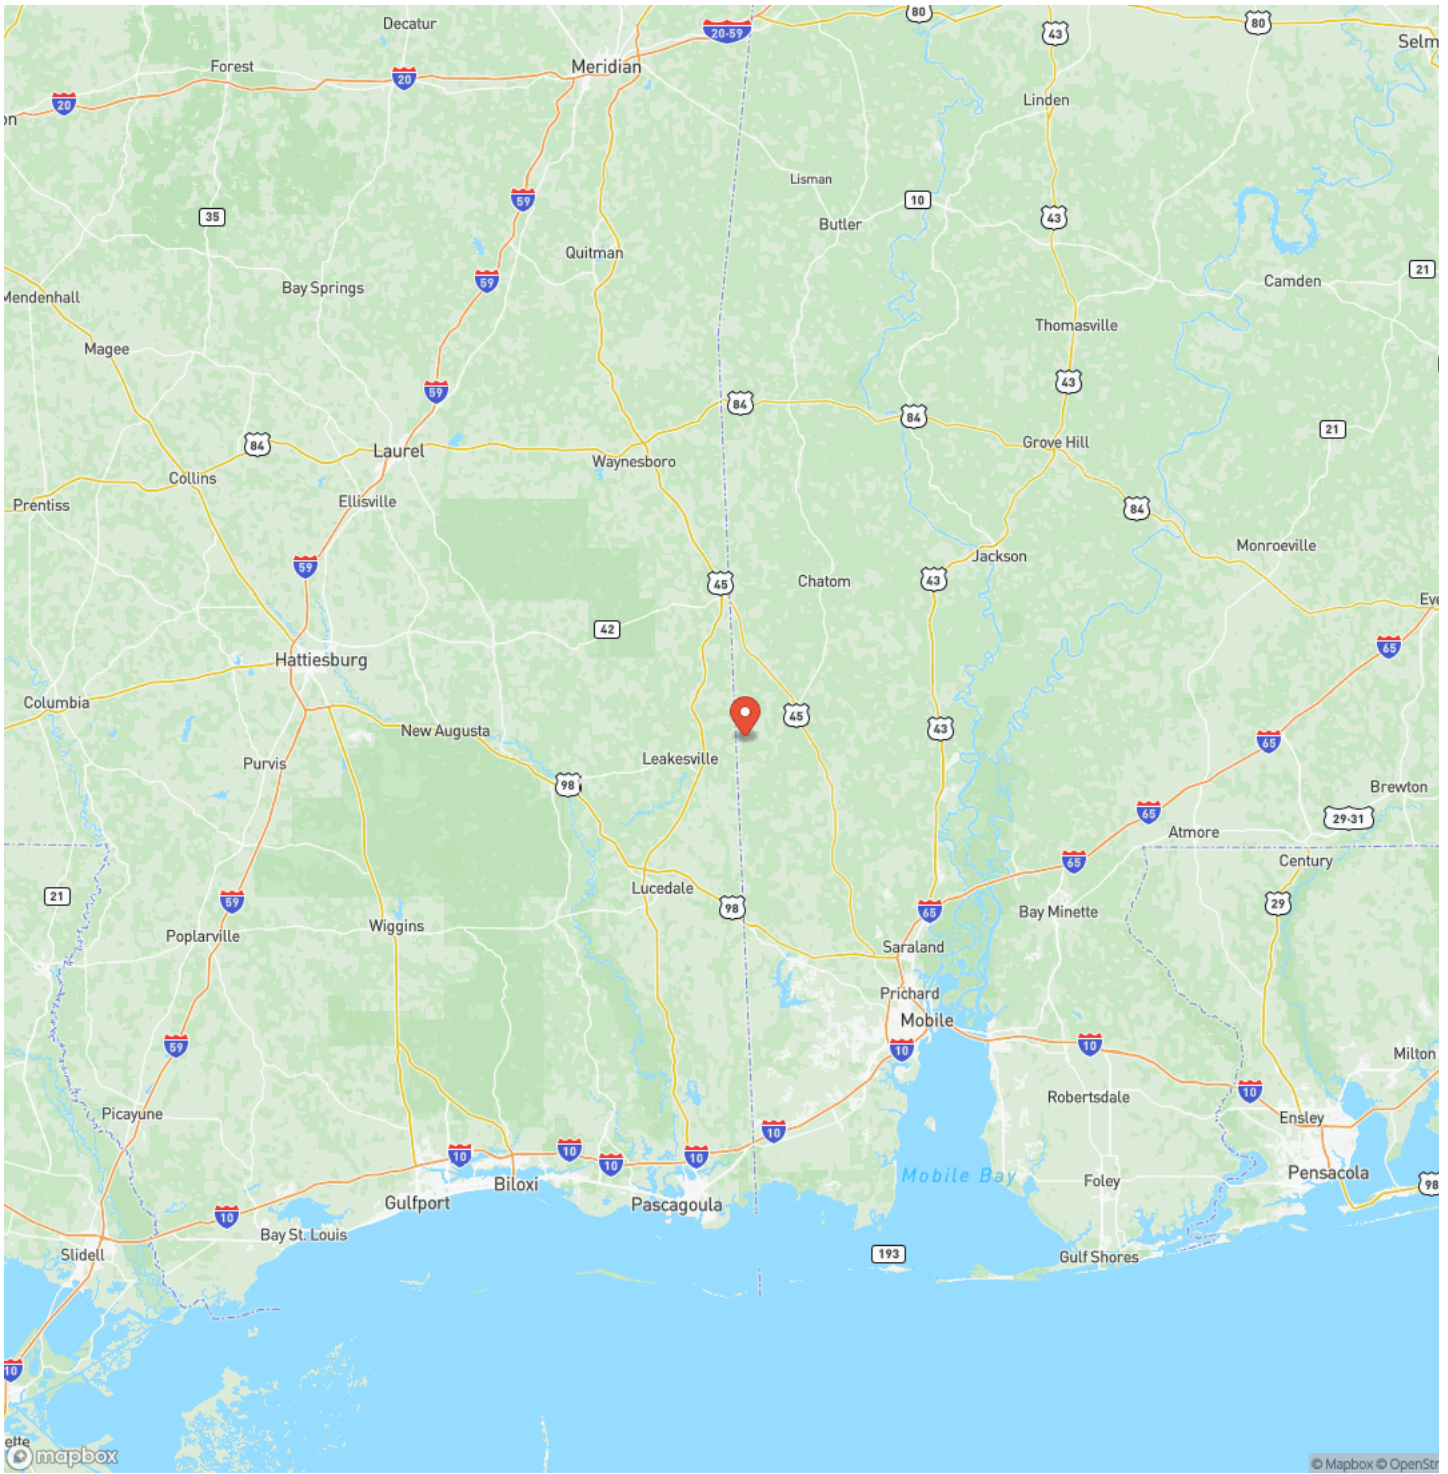 80
Decatur
20-59
43
80
Selm
Forest
Meridian
20
20
on
Linden
Lisman
59
10
35
Butler
43
Quitman
21
59
Camden
Bay Springs
Mendenhall
Thomasville
Magee
43
59
84
84
21
84
Laurel
Grove Hill
Waynesboro
Collins
Ellisville
Prentiss
84
Monroeville
Jackson
59
45
Chatom
43
Eve
42
65
Hattiesburg
Columbia
45
New Augusta
43
65
Leakesville
Purvis
98
Brewton
65
29-31
Atmore
65
Century
Lucedale
21
59
98
65
29
Bay Minette
Wiggins
Poplarville
Saraland
Prichard
Mobile
59
10
10
Milton
10
Robertsdale
Picayune
Ensley
10
10
10
10
10
Mobile Bay
Pensacola
Foley
98
Biloxi
Gulfport
Pascagoula
10
Bay St. Louis
Slidell
193
Gulf Shores
10
ette
mapbox
© Mapbox © OpenStr